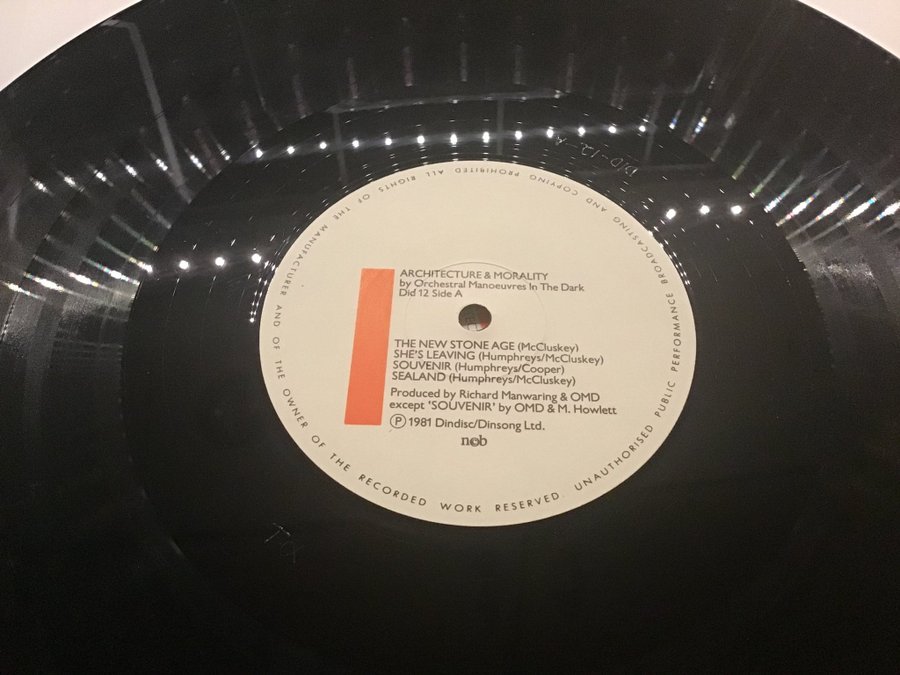 ARCHITECTURE & MORALITY
by Orchestral Manoeuvres In The Dark
Did 12 Side A
THE NEW STONE AGE (McCluskey)
SHE'S LEAVING (Humphreys/McCluskey)
SOUVENIR (Humphreys/Cooper)
SEALAND (Humphreys/McCluskey)
Produced by Richard Manwaring & OMD
except 'SOUVENIR' by OMD & M. Howlett
Ⓟ 1981 Dindisc/Dinsong Ltd.
ncb
ALL RIGHTS OF THE MANUFACTURER AND OF THE OWNER OF THE RECORDED WORK RESERVED. UNAUTHORISED PUBLIC PERFORMANCE BROADCASTING AND COPYING PROHIBITED